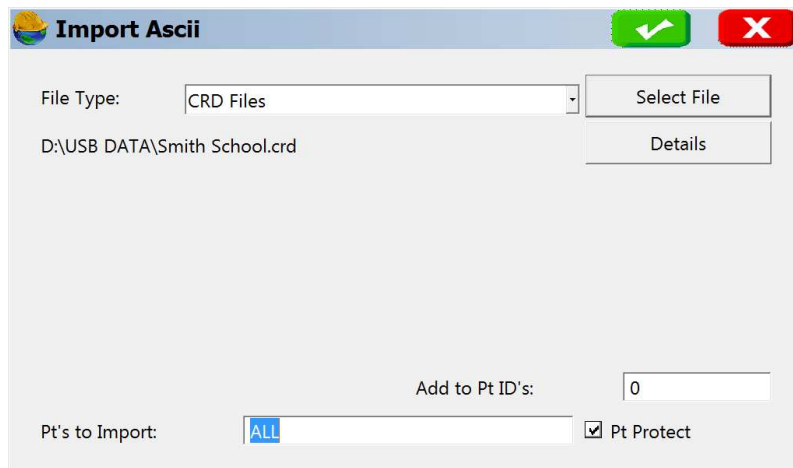 Import Ascii
File Type:
CRD Files
Select File
D:\USB DATA\Smith School.crd
Details
Add to Pt ID's:
0
Pt's to Import:
ALL
Pt Protect